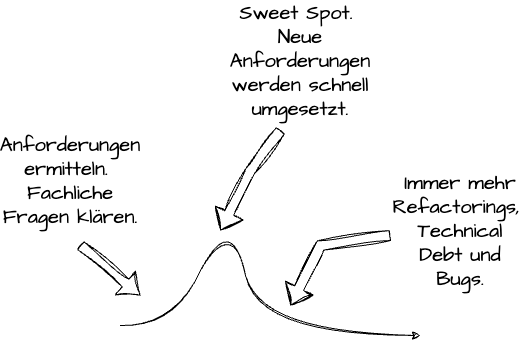 Sweet Spot.
Neue
Anforderungen
werden schnell
umgesetzt.
Anforderungen
ermitteln.
Fachliche
Fragen klären.
Immer mehr
Refactorings,
Technical
Debt und
Bugs.